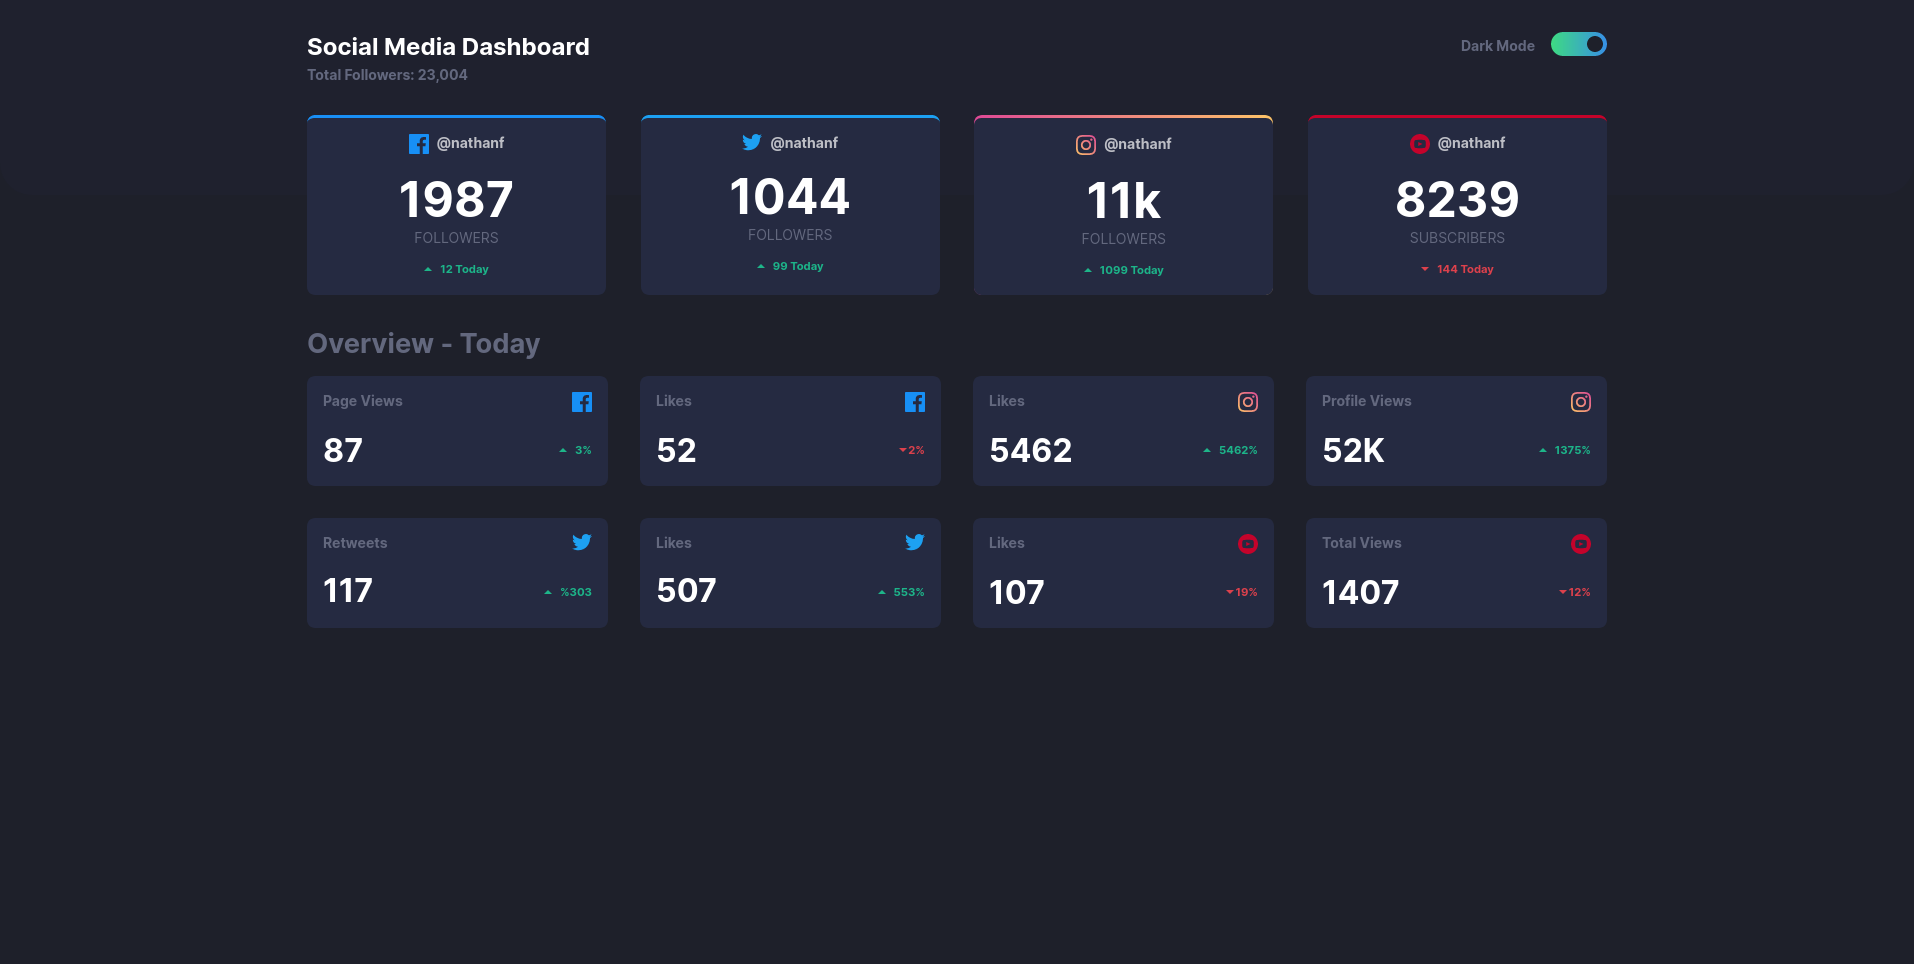 Social Media Dashboard
Total Followers: 23,004
Dark Mode
@nathanf
1987
FOLLOWERS
12 Today
@nathanf
1044
FOLLOWERS
99 Today
@nathanf
11k
FOLLOWERS
1099 Today
@nathanf
8239
SUBSCRIBERS
144 Today
Overview - Today
Page Views
87
3%
Likes
52
2%
Likes
5462
5462%
Profile Views
52K
1375%
Retweets
117
%303
Likes
507
553%
Likes
107
19%
Total Views
1407
12%